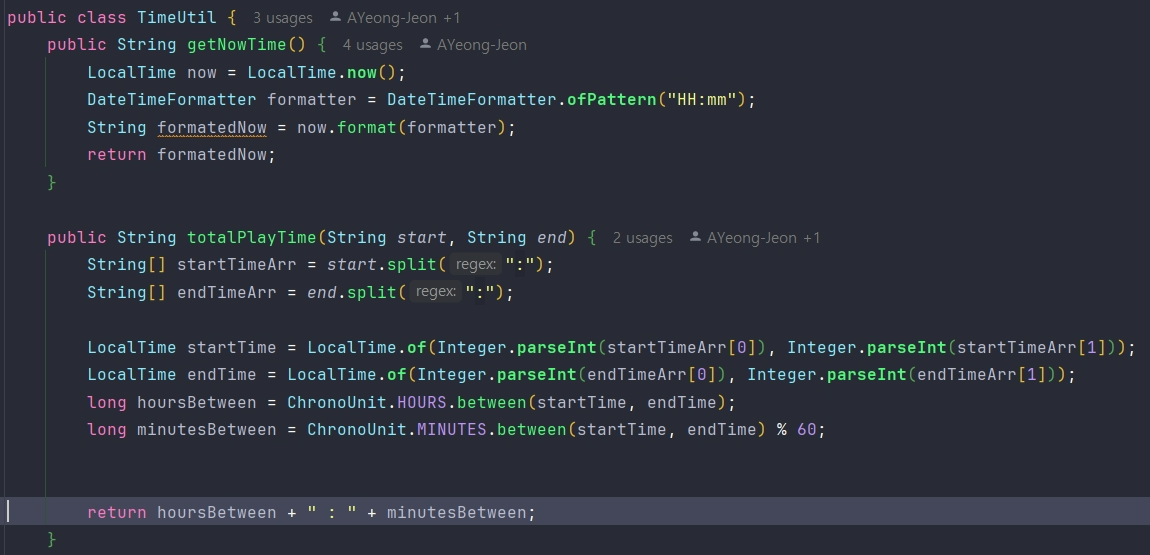 public class TimeUtil { 3 usages AYeong-Jeon +1
public String getNowTime() { 4 usages AYeong-Jeon
LocalTime now = LocalTime.now();
DateTimeFormatter formatter = DateTimeFormatter.ofPattern("HH:mm");
String formatedNow = now.format(formatter);
return formatedNow;
}
public String totalPlayTime(String start, String end) { 2 usages AYeong-Jeon +1
String[] startTimeArr = start.split( regex: ":");
String[] endTimeArr = end.split( regex: ":");
LocalTime startTime = LocalTime.of(Integer.parseInt(startTimeArr[0]), Integer.parseInt(startTimeArr[1]));
LocalTime endTime = LocalTime.of(Integer.parseInt(endTimeArr[0]), Integer.parseInt(endTimeArr[1]));
long hoursBetween = ChronoUnit.HOURS.between(startTime, endTime);
long minutesBetween = ChronoUnit.MINUTES.between(startTime, endTime) % 60;
return hoursBetween + " : " + minutesBetween;
}